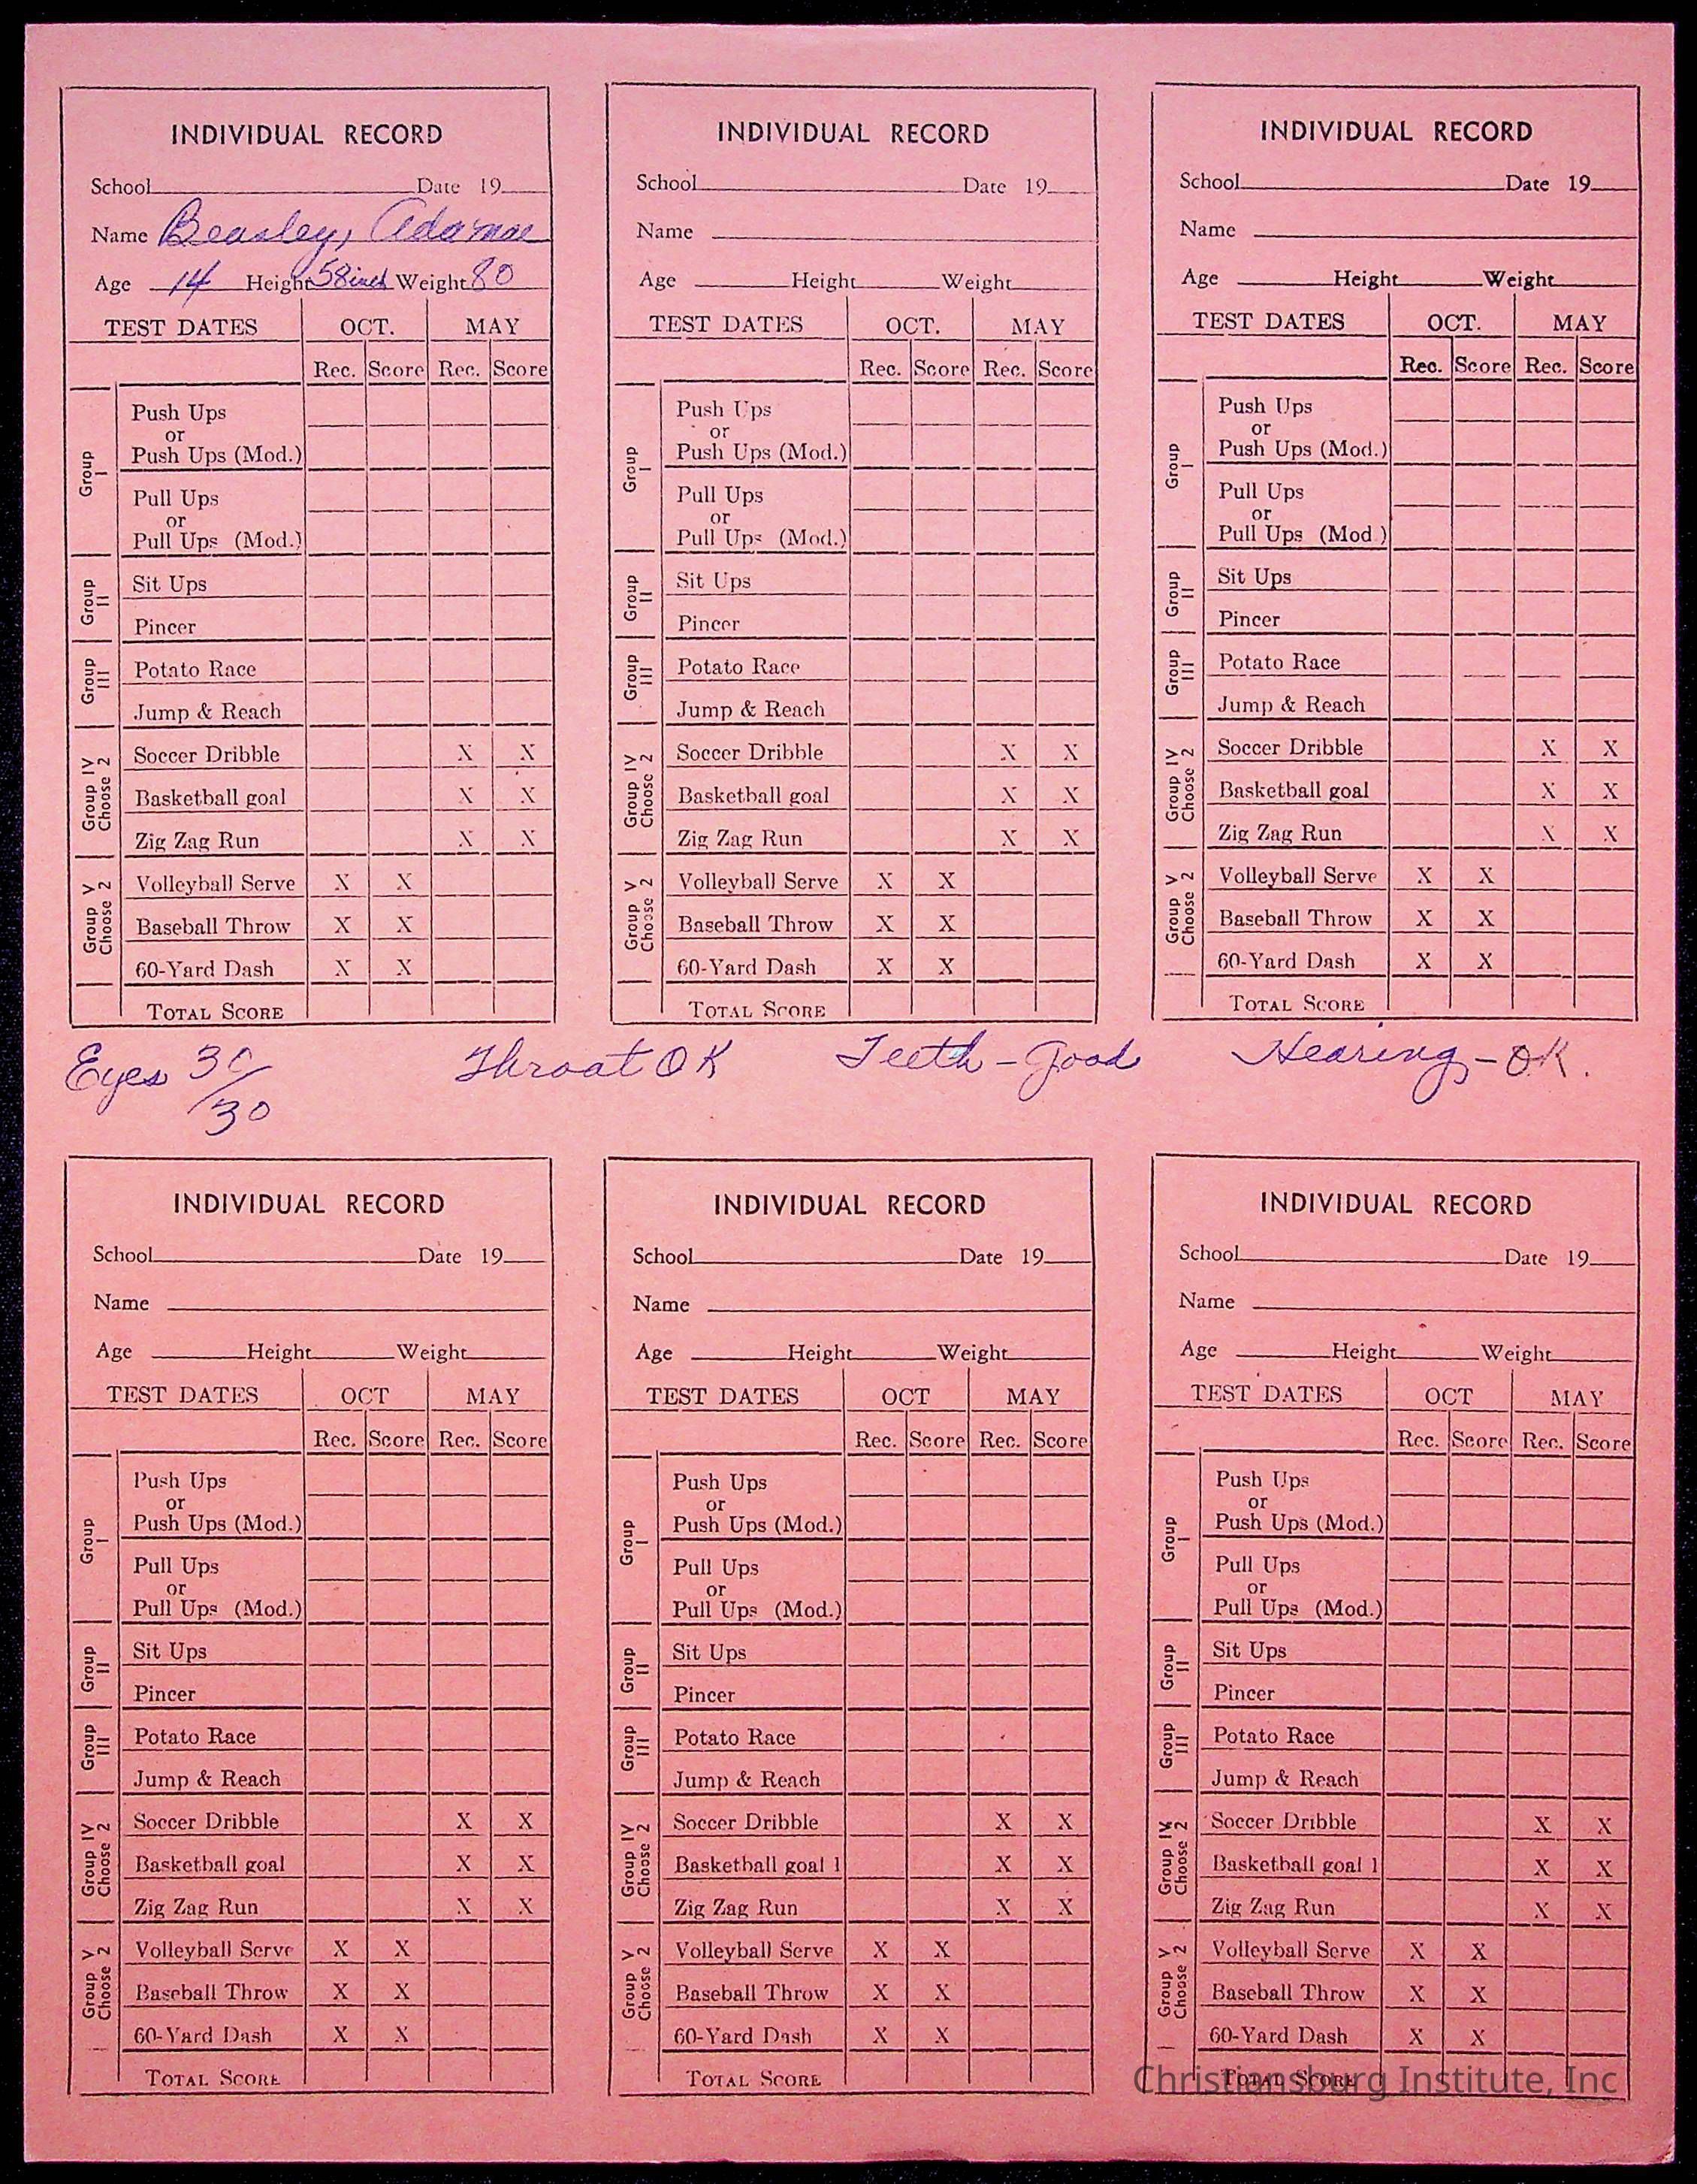 INDIVIDUAL RECORD
School Date 19
Name Beasley, Adamae
Age 14 Height 58 inch Weight 80
TEST DATES OCT. MAY
Rec. Score Rec. Score
Group I
Push Ups
or
Push Ups (Mod.)
Pull Ups
or
Pull Ups (Mod.)
Group II
Sit Ups
Pincer
Group III
Potato Race
Jump & Reach
Group IV Choose 2
Soccer Dribble X X
Basketball goal X X
Zig Zag Run X X
Group V Choose 2
Volleyball Serve X X
Baseball Throw X X
60-Yard Dash X X
TOTAL SCORE
INDIVIDUAL RECORD
School Date 19
Name
Age Height Weight
TEST DATES OCT. MAY
Rec. Score Rec. Score
Group I
Push Ups
or
Push Ups (Mod.)
Pull Ups
or
Pull Ups (Mod.)
Group II
Sit Ups
Pincer
Group III
Potato Race
Jump & Reach
Group IV Choose 2
Soccer Dribble X X
Basketball goal X X
Zig Zag Run X X
Group V Choose 2
Volleyball Serve X X
Baseball Throw X X
60-Yard Dash X X
TOTAL SCORE
INDIVIDUAL RECORD
School Date 19
Name
Age Height Weight
TEST DATES OCT. MAY
Rec. Score Rec. Score
Group I
Push Ups
or
Push Ups (Mod.)
Pull Ups
or
Pull Ups (Mod)
Group II
Sit Ups
Pincer
Group III
Potato Race
Jump & Reach
Group IV Choose 2
Soccer Dribble X X
Basketball goal X X
Zig Zag Run X X
Group V Choose 2
Volleyball Serve X X
Baseball Throw X X
60-Yard Dash X X
TOTAL SCORE
Eyes 30/30 Throat OK Teeth - Good Hearing - OK.
INDIVIDUAL RECORD
School Date 19
Name
Age Height Weight
TEST DATES OCT MAY
Rec. Score Rec. Score
Group I
Push Ups
or
Push Ups (Mod.)
Pull Ups
or
Pull Ups (Mod.)
Group II
Sit Ups
Pincer
Group III
Potato Race
Jump & Reach
Group IV Choose 2
Soccer Dribble X X
Basketball goal X X
Zig Zag Run X X
Group V Choose 2
Volleyball Serve X X
Baseball Throw X X
60-Yard Dash X X
TOTAL SCORE
INDIVIDUAL RECORD
School Date 19
Name
Age Height Weight
TEST DATES OCT MAY
Rec. Score Rec. Score
Group I
Push Ups
or
Push Ups (Mod.)
Pull Ups
or
Pull Ups (Mod.)
Group II
Sit Ups
Pincer
Group III
Potato Race
Jump & Reach
Group IV Choose 2
Soccer Dribble X X
Basketball goal 1 X X
Zig Zag Run X X
Group V Choose 2
Volleyball Serve X X
Baseball Throw X X
60-Yard Dash X X
TOTAL SCORE
INDIVIDUAL RECORD
School Date 19
Name
Age Height Weight
TEST DATES OCT MAY
Rec. Score Rec. Score
Group I
Push Ups
or
Push Ups (Mod.)
Pull Ups
or
Pull Ups (Mod.)
Group II
Sit Ups
Pincer
Group III
Potato Race
Jump & Reach
Group IV Choose 2
Soccer Dribble X X
Basketball goal 1 X X
Zig Zag Run X X
Group V Choose 2
Volleyball Serve X X
Baseball Throw X X
60-Yard Dash X X
TOTAL SCORE
Christiansburg Institute, Inc